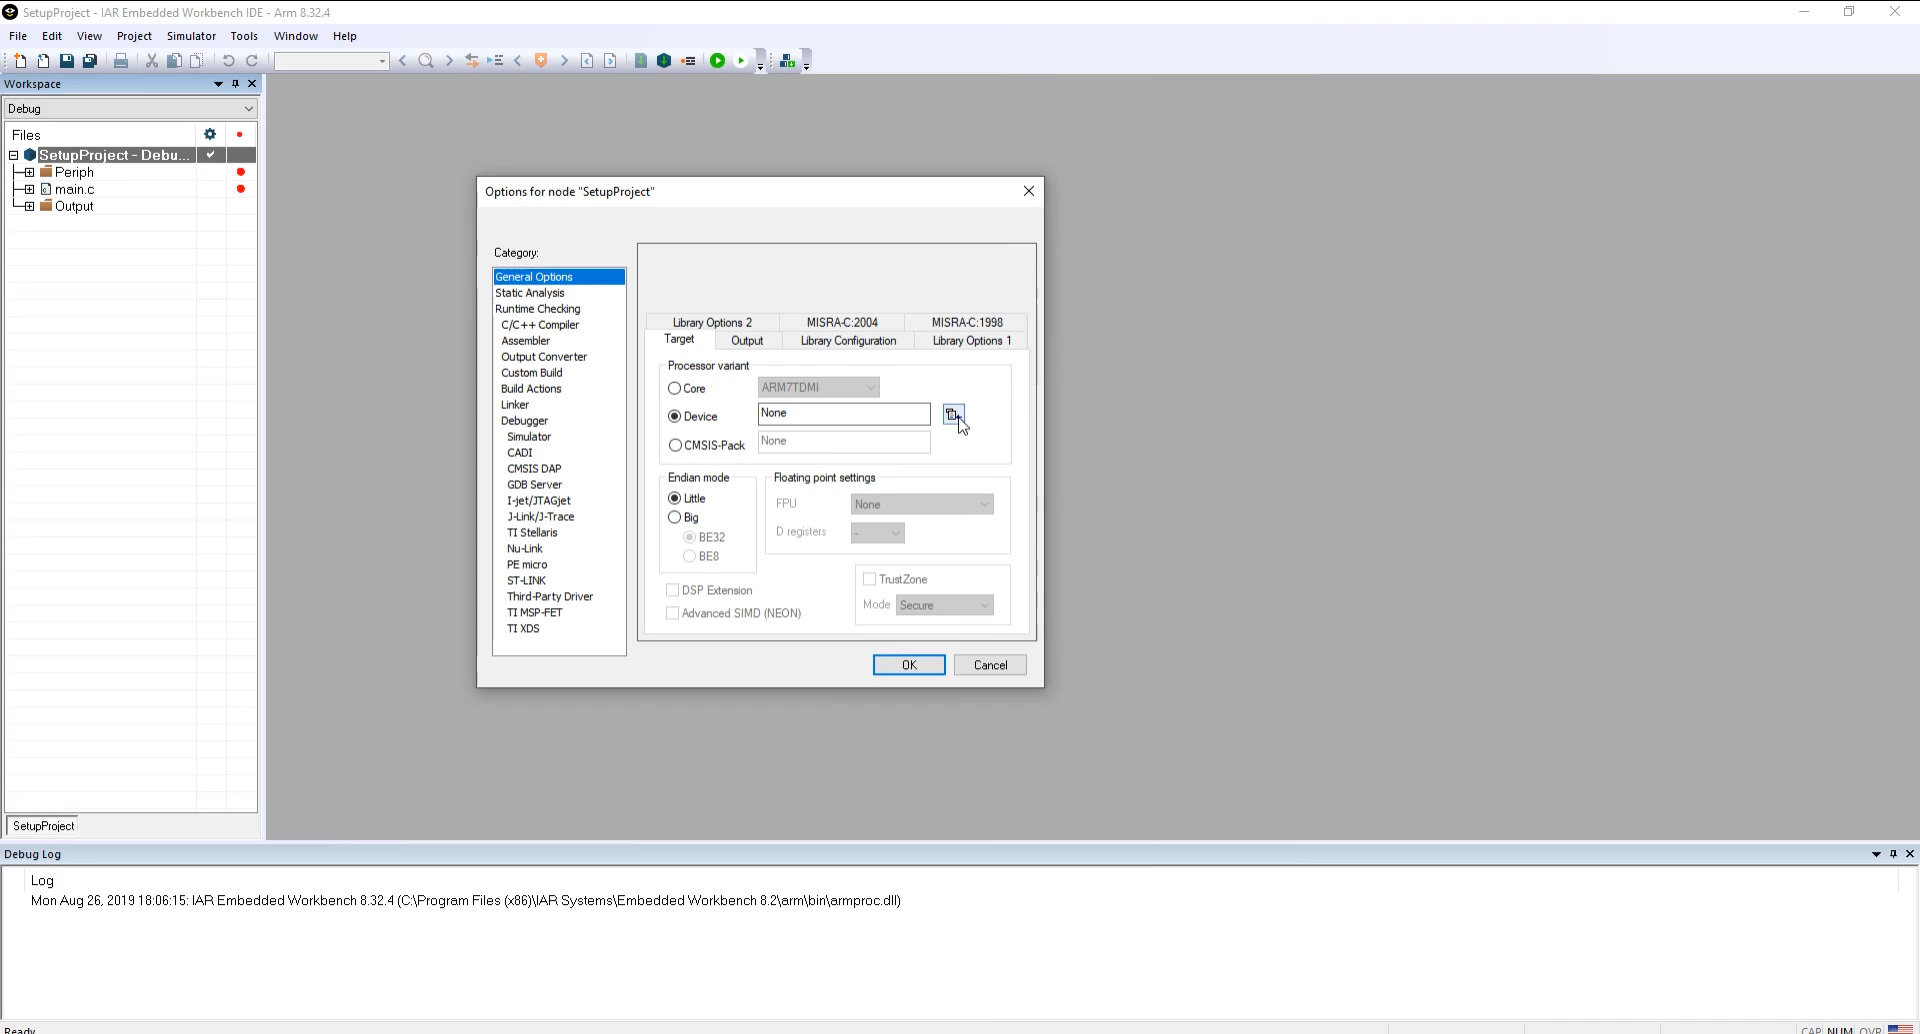 SetupProject - IAR Embedded Workbench IDE - Arm 8.32.4
File Edit View Project Simulator Tools Window Help
Workspace
Debug
Files
SetupProject - Debu...
Periph
main.c
Output
SetupProject
Options for node "SetupProject"
Category:
General Options
Static Analysis
Runtime Checking
C/C++ Compiler
Assembler
Output Converter
Custom Build
Build Actions
Linker
Debugger
Simulator
CADI
CMSIS DAP
GDB Server
I-jet/JTAGjet
J-Link/J-Trace
TI Stellaris
Nu-Link
PE micro
ST-LINK
Third-Party Driver
TI MSP-FET
TI XDS
Library Options 2 MISRA-C:2004 MISRA-C:1998
Target Output Library Configuration Library Options 1
Processor variant
Core ARM7TDMI
Device None
CMSIS-Pack None
Endian mode
Little
Big
BE32
BE8
Floating point settings
FPU None
D registers -
DSP Extension
Advanced SIMD (NEON)
TrustZone
Mode Secure
OK Cancel
Debug Log
Log
Mon Aug 26, 2019 18:06:15: IAR Embedded Workbench 8.32.4 (C:\Program Files (x86)\IAR Systems\Embedded Workbench 8.2\arm\bin\armproc.dll)
Ready CAP NUM OVR